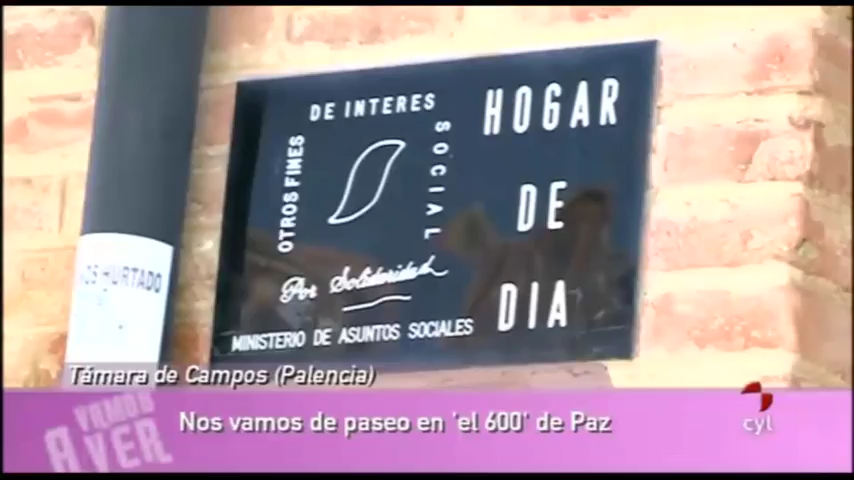 OTROS FINES
DE INTERES
SOCIAL
Por Solidaridad
MINISTERIO DE ASUNTOS SOCIALES
HOGAR
DE
DIA
HURTADO
Támara de Campos (Palencia)
VAMOS
A VER
Nos vamos de paseo en 'el 600' de Paz
cyl